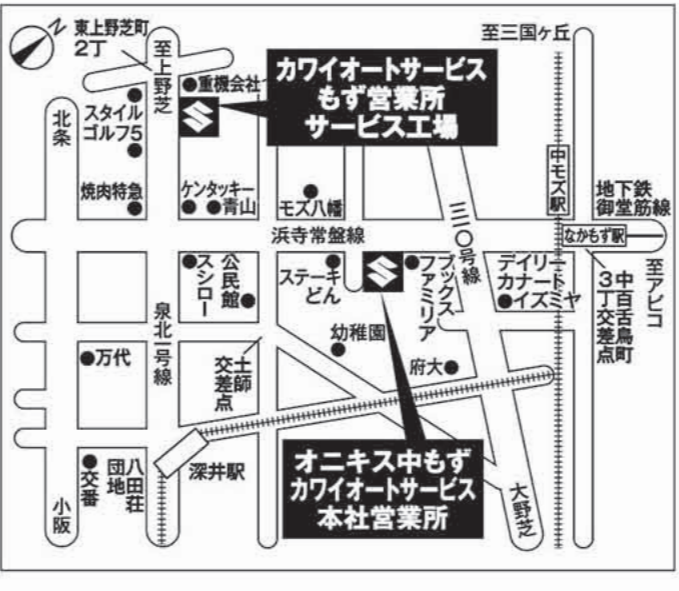 N
東上野芝町
2丁
至上野芝
至三国ヶ丘
重機会社
カワイオートサービス
もず営業所
サービス工場
北条
スタイル
ゴルフ5
焼肉特急
ケンタッキー
青山
モズ八幡
中モズ駅
地下鉄
御堂筋線
浜寺常盤線
三一〇号線
なかもず駅
至アビコ
スシロー
公民館
ステーキ
どん
ブックス
ファミリア
デイリー
カナート
イズミヤ
中百舌鳥町
3丁交差点
泉北一号線
幼稚園
万代
土師
交差点
府大
オニキス中もず
カワイオートサービス
本社営業所
深井駅
交番
八田荘
団地
小阪
大野芝